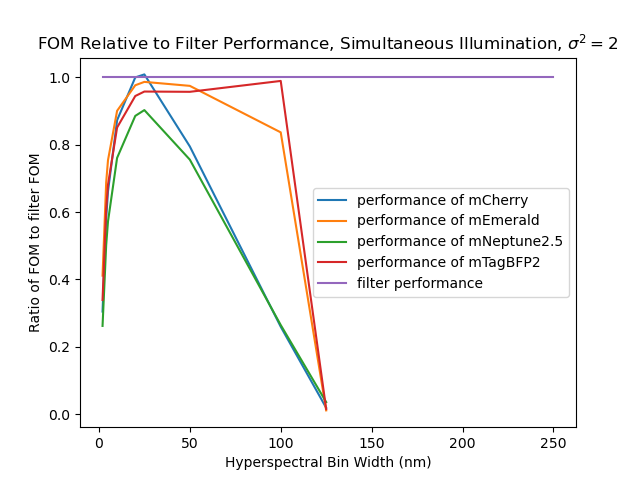 FOM Relative to Filter Performance, Simultaneous Illumination, σ² = 2
Ratio of FOM to filter FOM
1.0
0.8
0.6
0.4
0.2
0.0
performance of mCherry
performance of mEmerald
performance of mNeptune2.5
performance of mTagBFP2
filter performance
0 50 100 150 200 250
Hyperspectral Bin Width (nm)